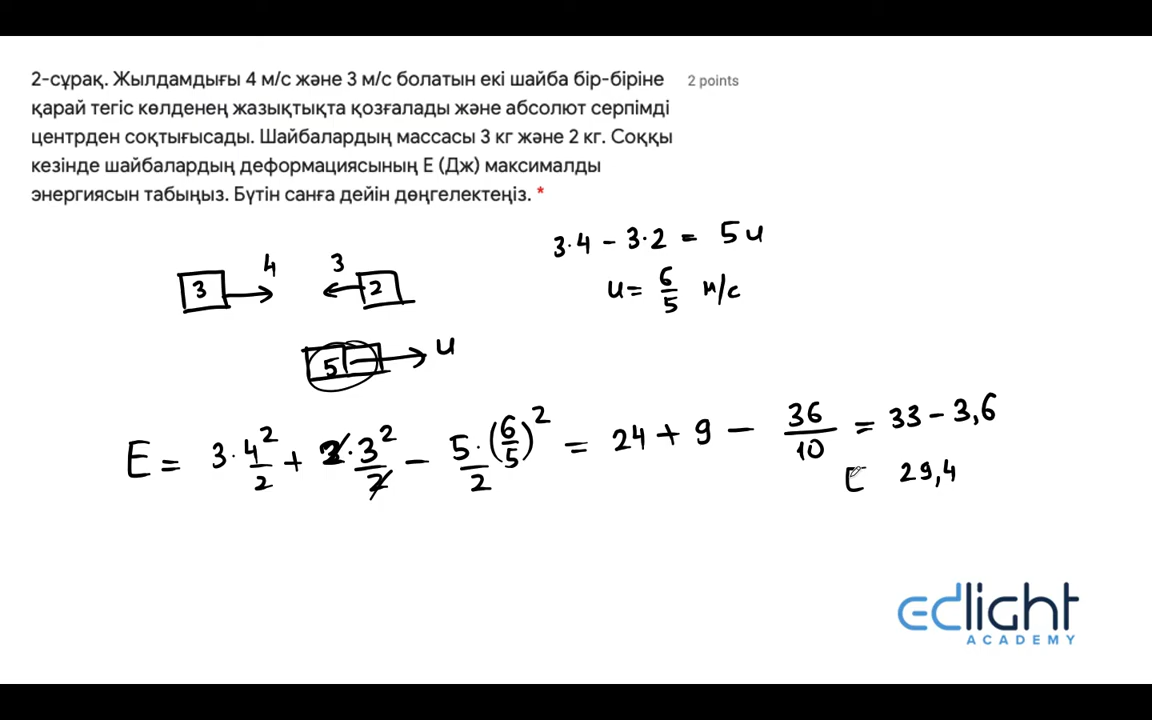 2-сұрақ. Жылдамдығы 4 м/с және 3 м/с болатын екі шайба бір-біріне 2 points
қарай тегіс көлденең жазықтықта қозғалады және абсолют серпімді
центрден соқтығысады. Шайбалардың массасы 3 кг және 2 кг. Соққы
кезінде шайбалардың деформациясының E (Дж) максималды
энергиясын табыңыз. Бүтін санға дейін дөңгелектеңіз. *
3·4 - 3·2 = 5u
4 3
3 2
u = 6/5 м/с
5 u
E = 3·4²/2 + 2·3²/2 - 5/2·(6/5)² = 24 + 9 - 36/10 = 33 - 3,6
E 29,4
edlight
ACADEMY